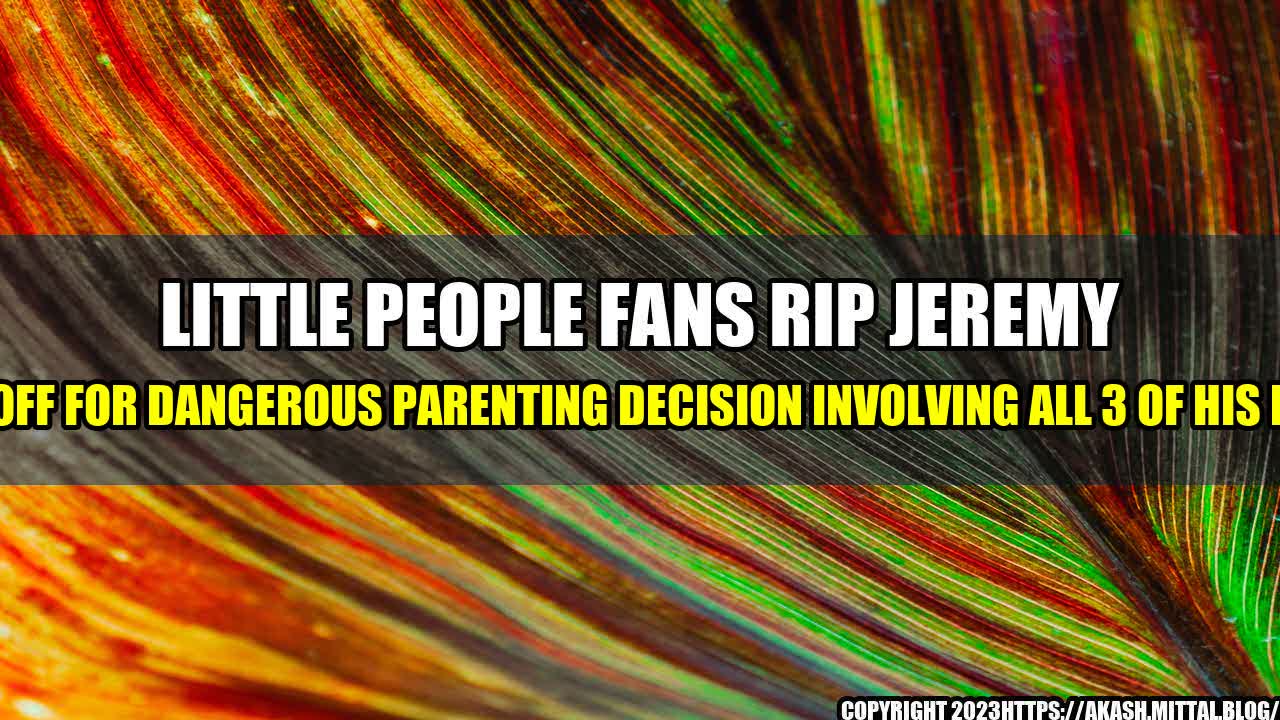 LITTLE PEOPLE FANS RIP JEREMY
OFF FOR DANGEROUS PARENTING DECISION INVOLVING ALL 3 OF HIS
COPYRIGHT 2023HTTPS://AKASH.MITTAL.BLOG/